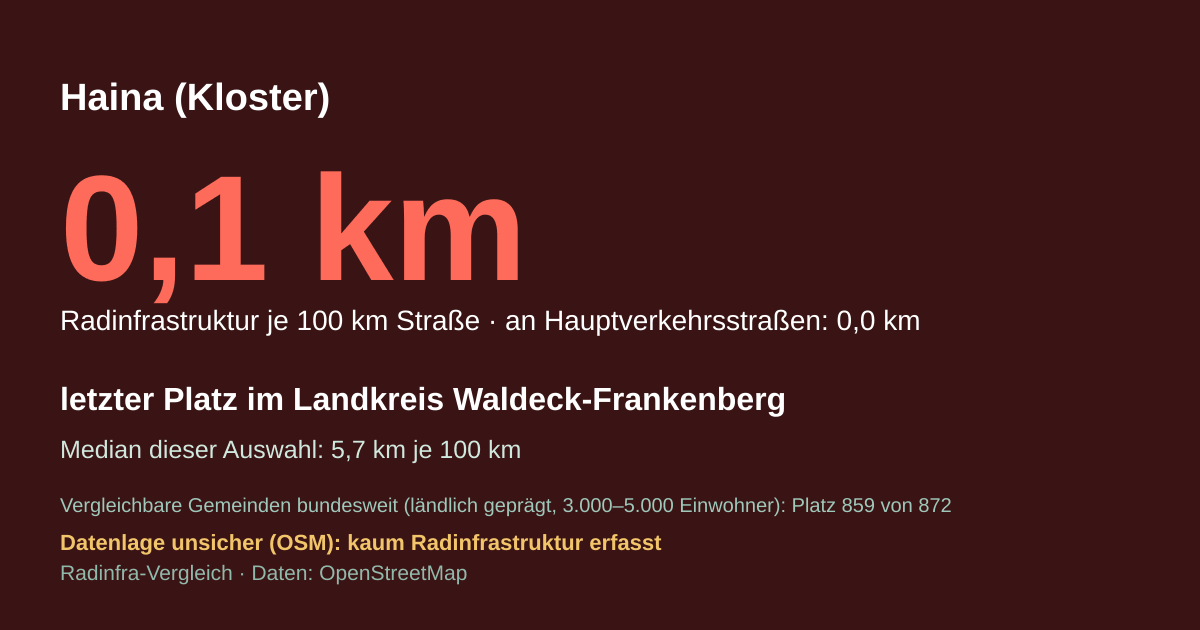 Haina (Kloster)
0,1 km
Radinfrastruktur je 100 km Straße · an Hauptverkehrsstraßen: 0,0 km
letzter Platz im Landkreis Waldeck-Frankenberg
Median dieser Auswahl: 5,7 km je 100 km
Vergleichbare Gemeinden bundesweit (ländlich geprägt, 3.000–5.000 Einwohner): Platz 859 von 872
Datenlage unsicher (OSM): kaum Radinfrastruktur erfasst
Radinfra-Vergleich · Daten: OpenStreetMap